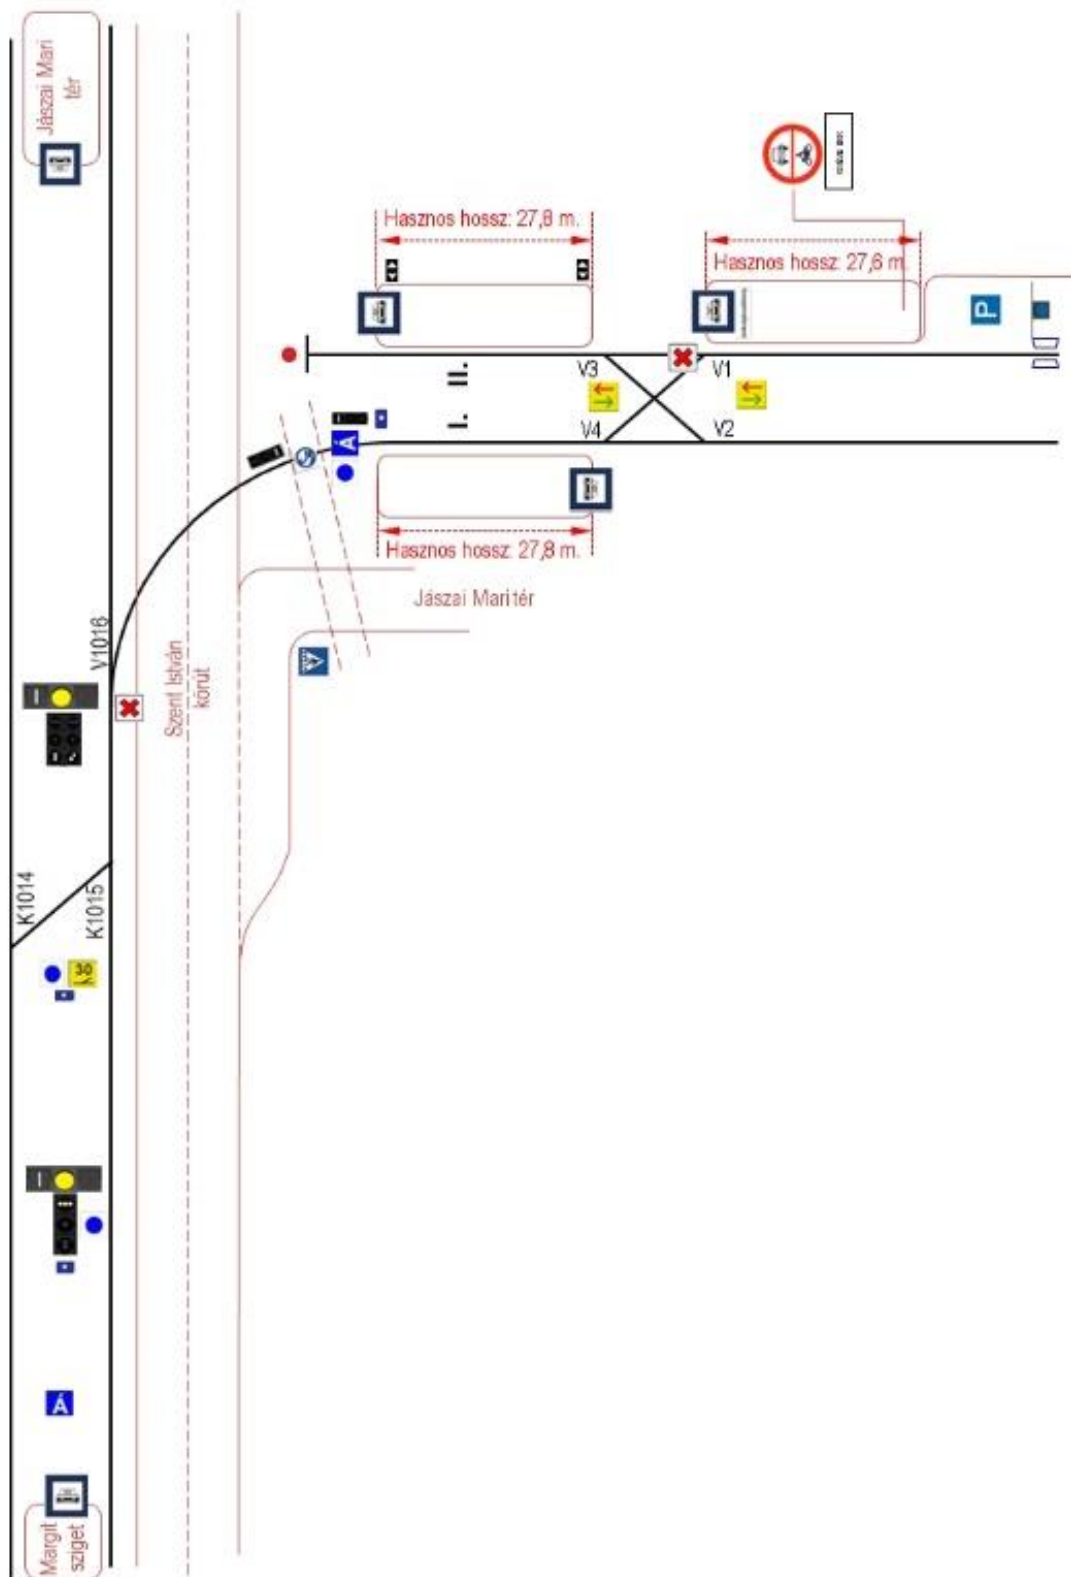 Jászai Mari
tér
Hasznos hossz: 27,8 m.
Hasznos hossz: 27,6 m.
P
II.
I.
V3
V1
V4
V2
Á
Hasznos hossz: 27,8 m.
Jászai Mari tér
V1016
Szent István
körút
K1014
K1015
30
Á
Margit
sziget